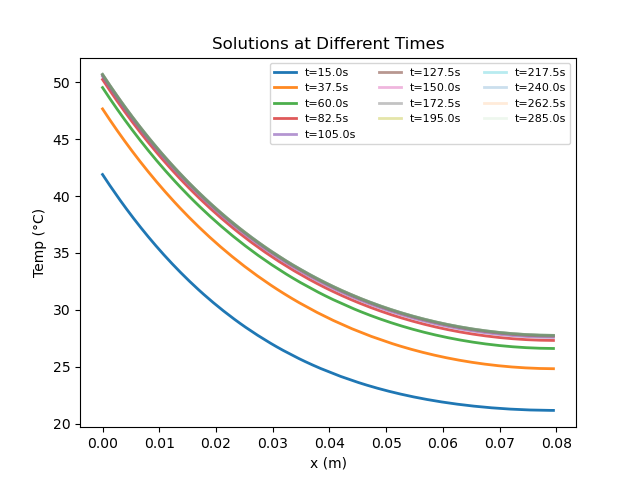 Solutions at Different Times
t=15.0s
t=37.5s
t=60.0s
t=82.5s
t=105.0s
t=127.5s
t=150.0s
t=172.5s
t=195.0s
t=217.5s
t=240.0s
t=262.5s
t=285.0s
Temp (°C)
50
45
40
35
30
25
20
0.00 0.01 0.02 0.03 0.04 0.05 0.06 0.07 0.08
x (m)